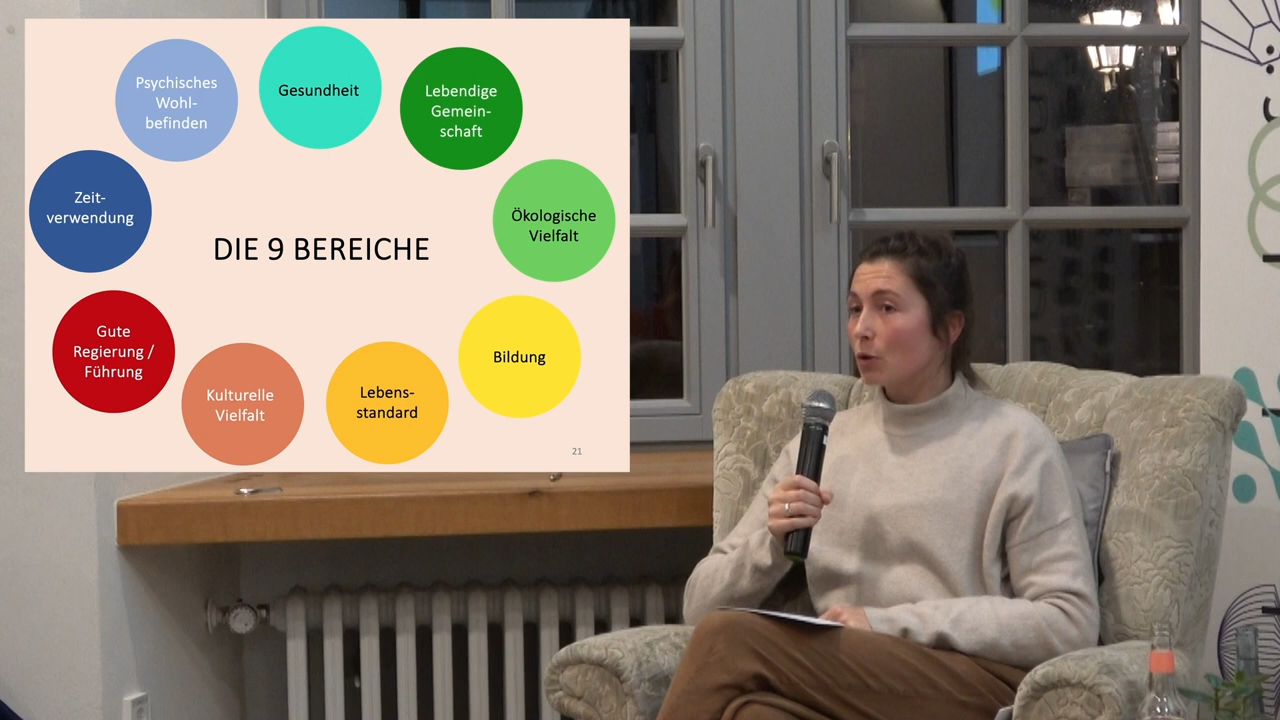 Psychisches
Wohl-
befinden
Gesundheit
Lebendige
Gemein-
schaft
Ökologische
Vielfalt
Zeit-
verwendung
DIE 9 BEREICHE
Gute
Regierung /
Führung
Kulturelle
Vielfalt
Lebens-
standard
Bildung
21